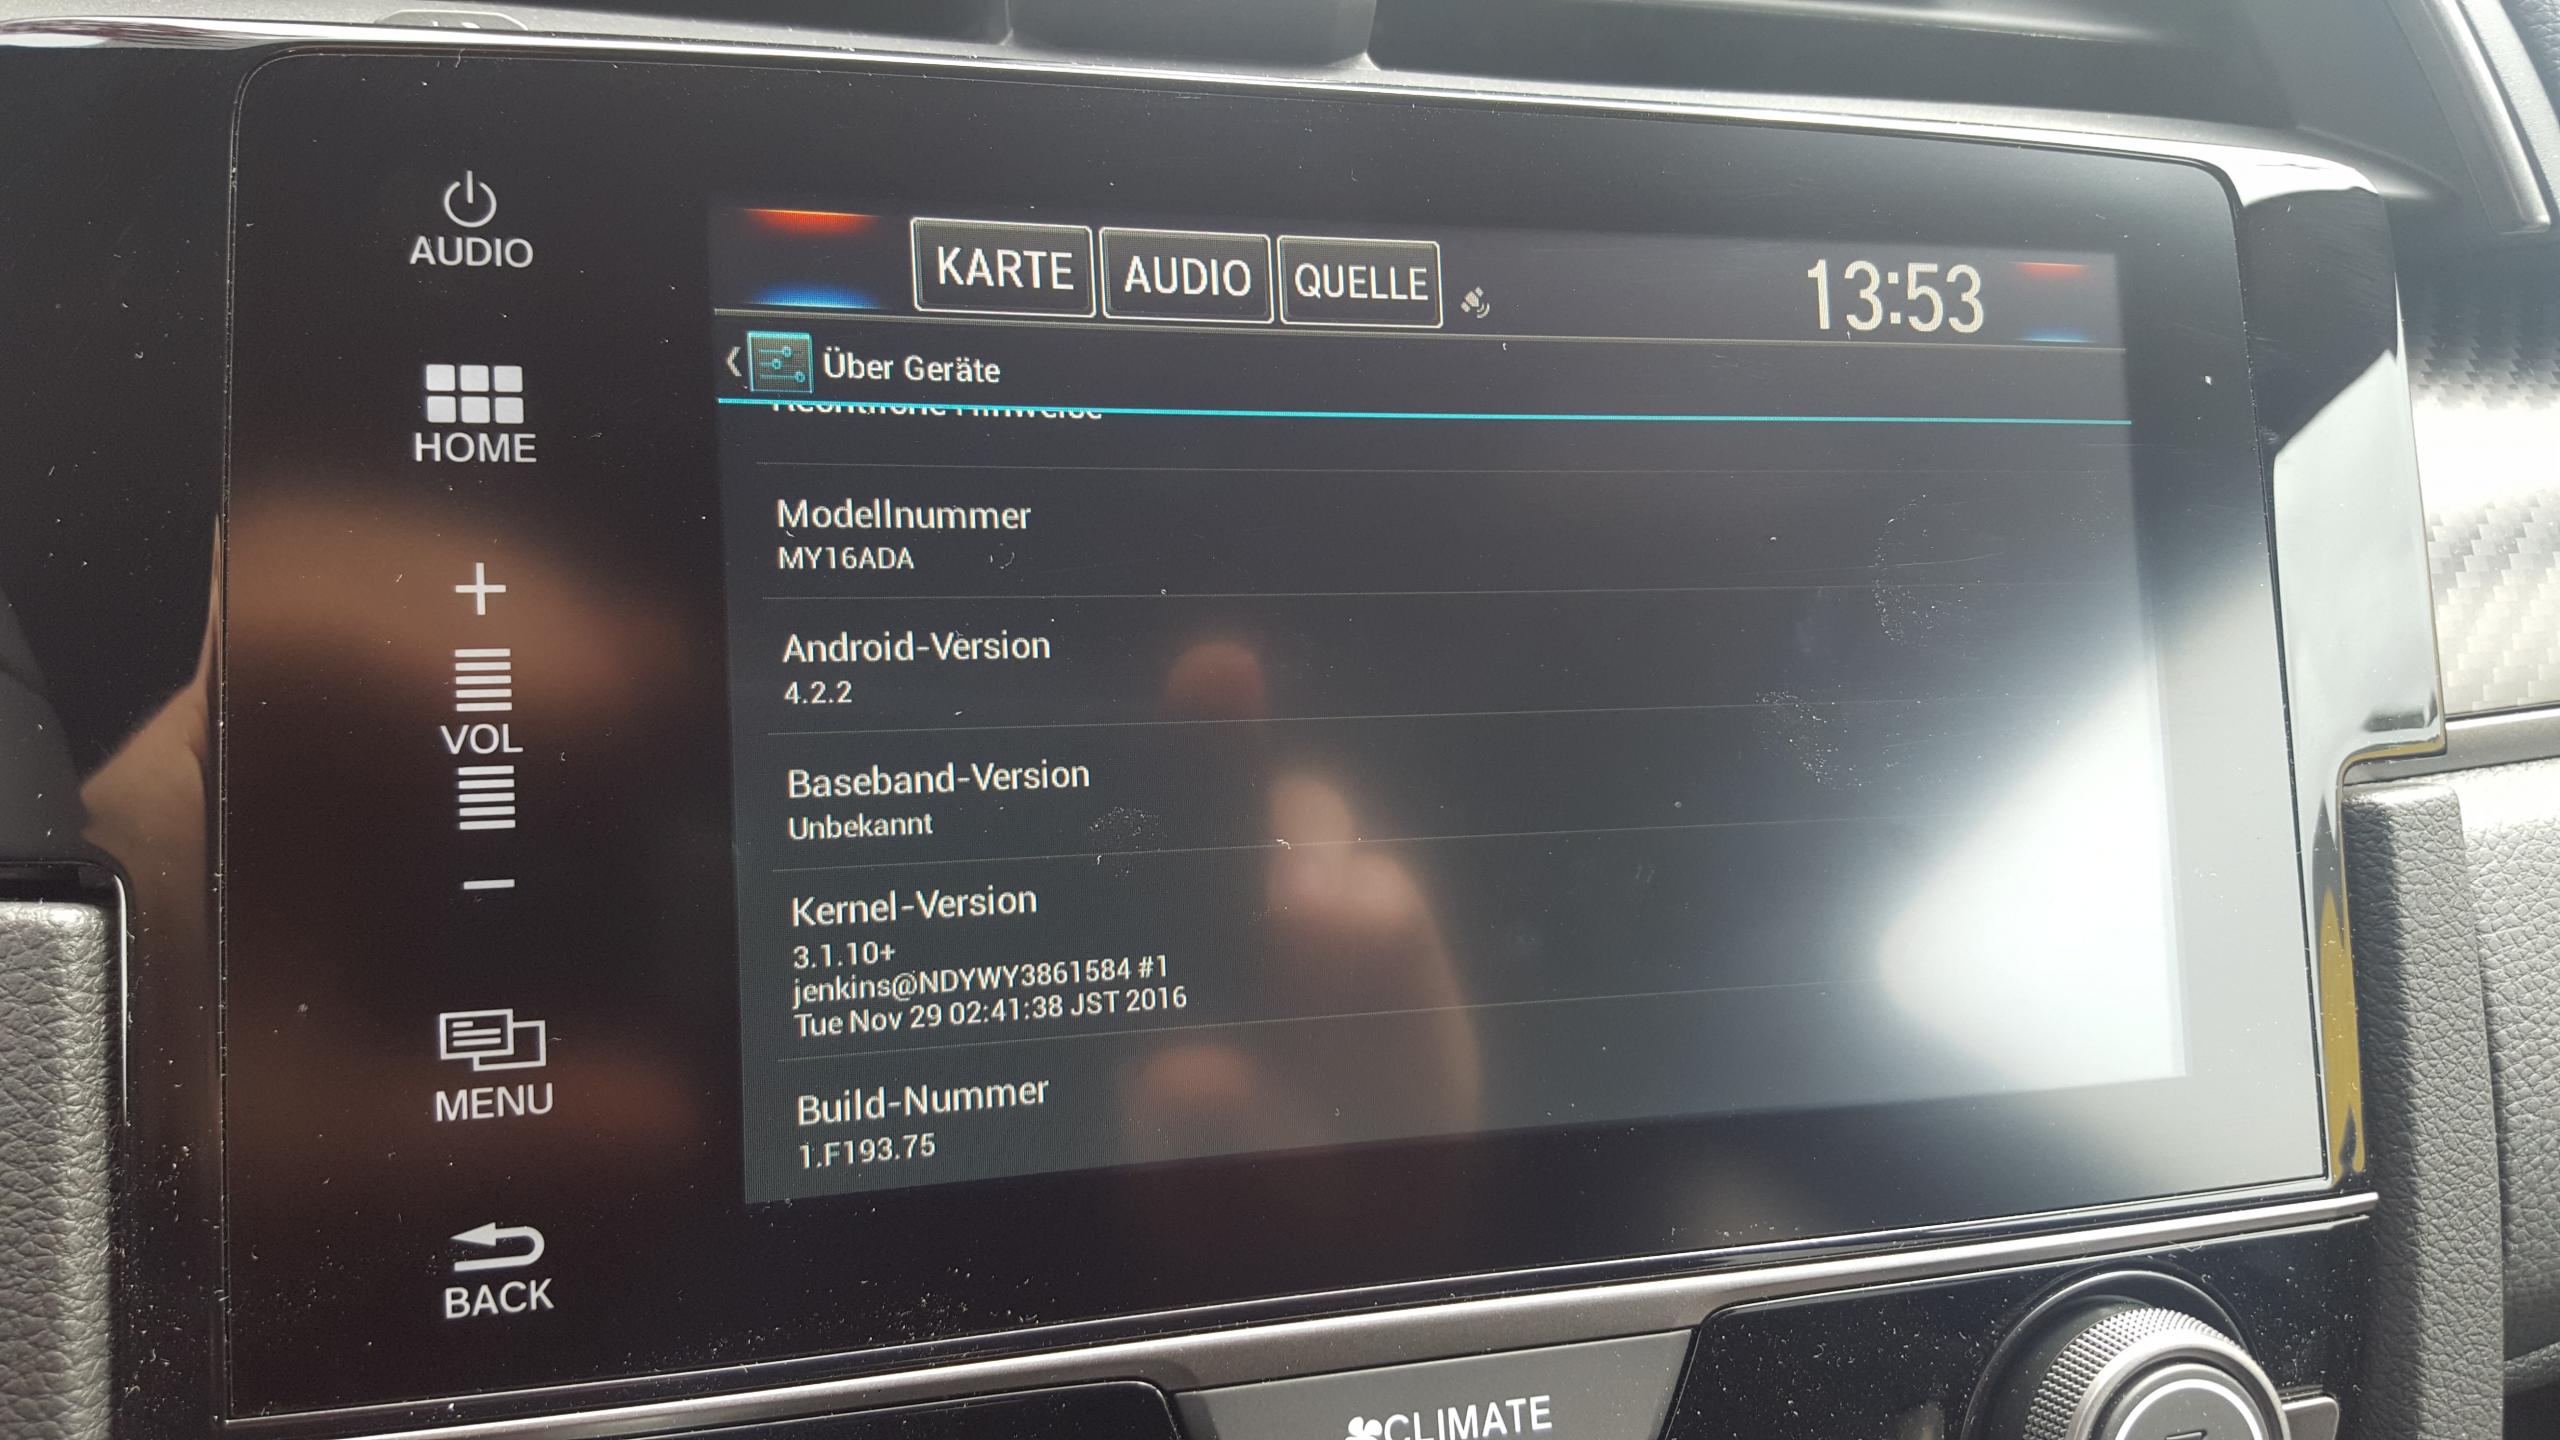 AUDIO
HOME
VOL
MENU
BACK
KARTE
AUDIO
QUELLE
13:53
Über Geräte
Modellnummer
MY16ADA
Android-Version
4.2.2
Baseband-Version
Unbekannt
Kernel-Version
3.1.10+
jenkins@NDYWY3861584 #1
Tue Nov 29 02:41:38 JST 2016
Build-Nummer
1.F193.75
CLIMATE